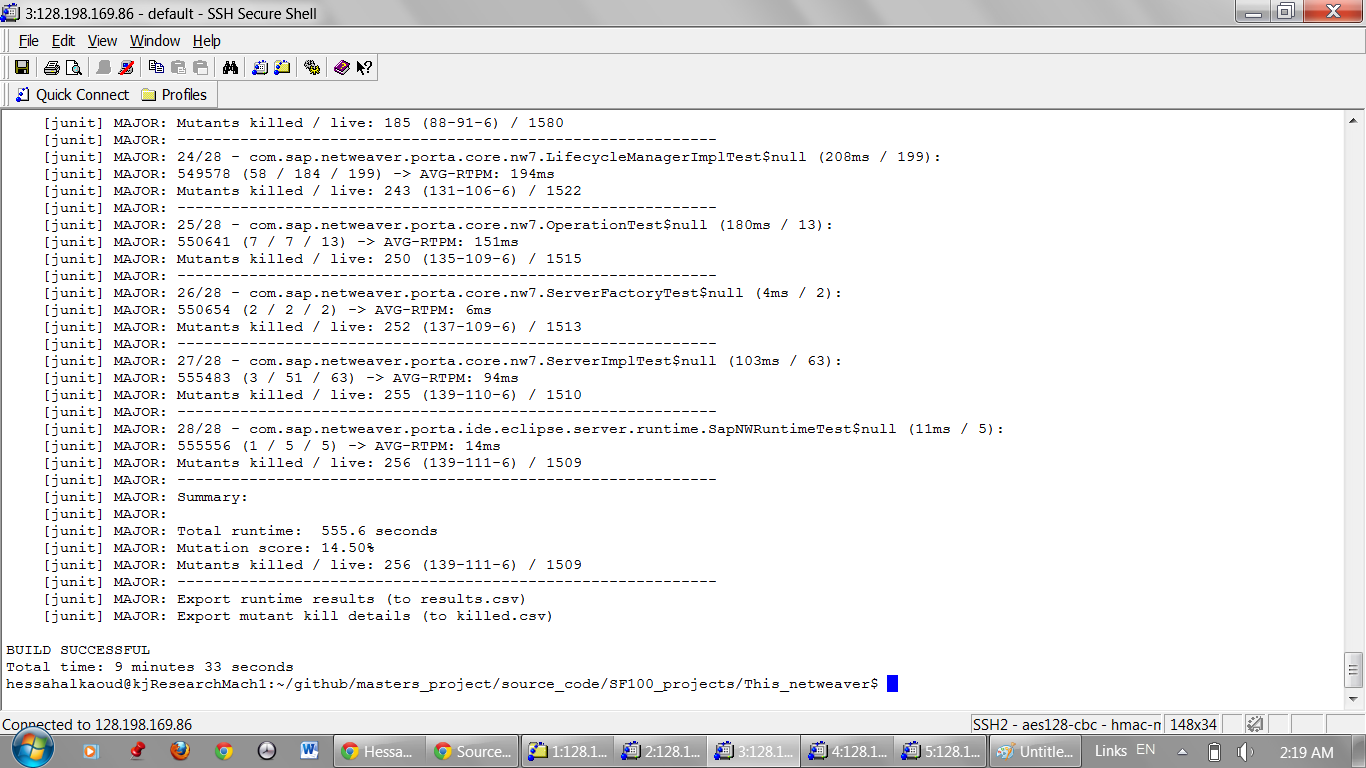 3:128.198.169.86 - default - SSH Secure Shell
File Edit View Window Help
Quick Connect Profiles
[junit] MAJOR: Mutants killed / live: 185 (88-91-6) / 1580
[junit] MAJOR: ------------------------------------------------------------
[junit] MAJOR: 24/28 - com.sap.netweaver.porta.core.nw7.LifecycleManagerImplTest$null (208ms / 199):
[junit] MAJOR: 549578 (58 / 184 / 199) -> AVG-RTPM: 194ms
[junit] MAJOR: Mutants killed / live: 243 (131-106-6) / 1522
[junit] MAJOR: ------------------------------------------------------------
[junit] MAJOR: 25/28 - com.sap.netweaver.porta.core.nw7.OperationTest$null (180ms / 13):
[junit] MAJOR: 550641 (7 / 7 / 13) -> AVG-RTPM: 151ms
[junit] MAJOR: Mutants killed / live: 250 (135-109-6) / 1515
[junit] MAJOR: ------------------------------------------------------------
[junit] MAJOR: 26/28 - com.sap.netweaver.porta.core.nw7.ServerFactoryTest$null (4ms / 2):
[junit] MAJOR: 550654 (2 / 2 / 2) -> AVG-RTPM: 6ms
[junit] MAJOR: Mutants killed / live: 252 (137-109-6) / 1513
[junit] MAJOR: ------------------------------------------------------------
[junit] MAJOR: 27/28 - com.sap.netweaver.porta.core.nw7.ServerImplTest$null (103ms / 63):
[junit] MAJOR: 555483 (3 / 51 / 63) -> AVG-RTPM: 94ms
[junit] MAJOR: Mutants killed / live: 255 (139-110-6) / 1510
[junit] MAJOR: ------------------------------------------------------------
[junit] MAJOR: 28/28 - com.sap.netweaver.porta.ide.eclipse.server.runtime.SapNWRuntimeTest$null (11ms / 5):
[junit] MAJOR: 555556 (1 / 5 / 5) -> AVG-RTPM: 14ms
[junit] MAJOR: Mutants killed / live: 256 (139-111-6) / 1509
[junit] MAJOR: ------------------------------------------------------------
[junit] MAJOR: Summary:
[junit] MAJOR:
[junit] MAJOR: Total runtime:  555.6 seconds
[junit] MAJOR: Mutation score: 14.50%
[junit] MAJOR: Mutants killed / live: 256 (139-111-6) / 1509
[junit] MAJOR: ------------------------------------------------------------
[junit] MAJOR: Export runtime results (to results.csv)
[junit] MAJOR: Export mutant kill details (to killed.csv)
BUILD SUCCESSFUL
Total time: 9 minutes 33 seconds
hessahalkaoud@kjResearchMach1:~/github/masters_project/source_code/SF100_projects/This_netweaver$
Connected to 128.198.169.86 SSH2 - aes128-cbc - hmac-m 148x34
Hessa... Source... 1:128.1... 2:128.1... 3:128.1... 4:128.1... 5:128.1... Untitle... Links EN 2:19 AM